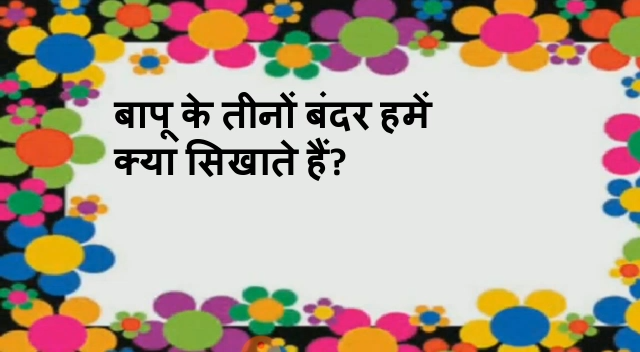 बापू के तीनों बंदर हमें
क्या सिखाते हैं?